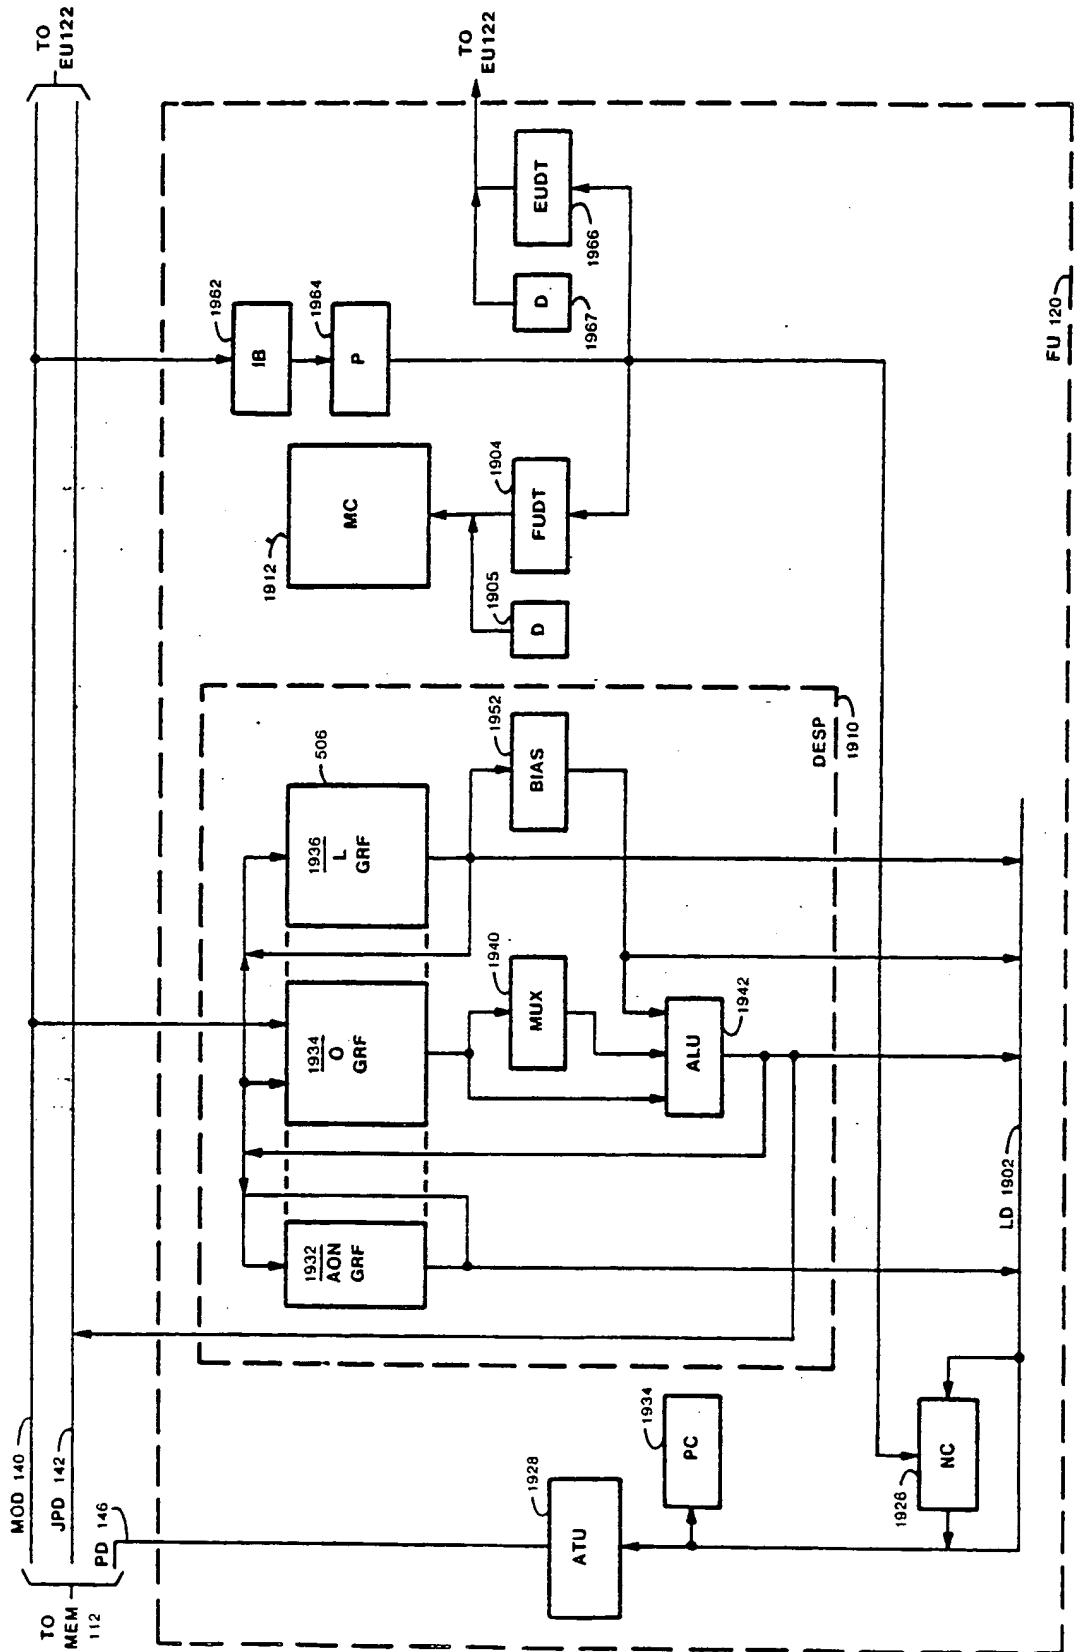 TO
MEM
112
MOD 140
JPD 142
PD 146
TO
EU122
1928
ATU
1934
PC
1926
NC
1932
AON
GRF
1934
O
GRF
1936
L
GRF
506
1940
MUX
1952
BIAS
ALU
1942
DESP
1910
1912
MC
1962
IB
1964
P
1905
D
1904
FUDT
D
1967
EUDT
1966
TO
EU122
LD 1902
FU 120